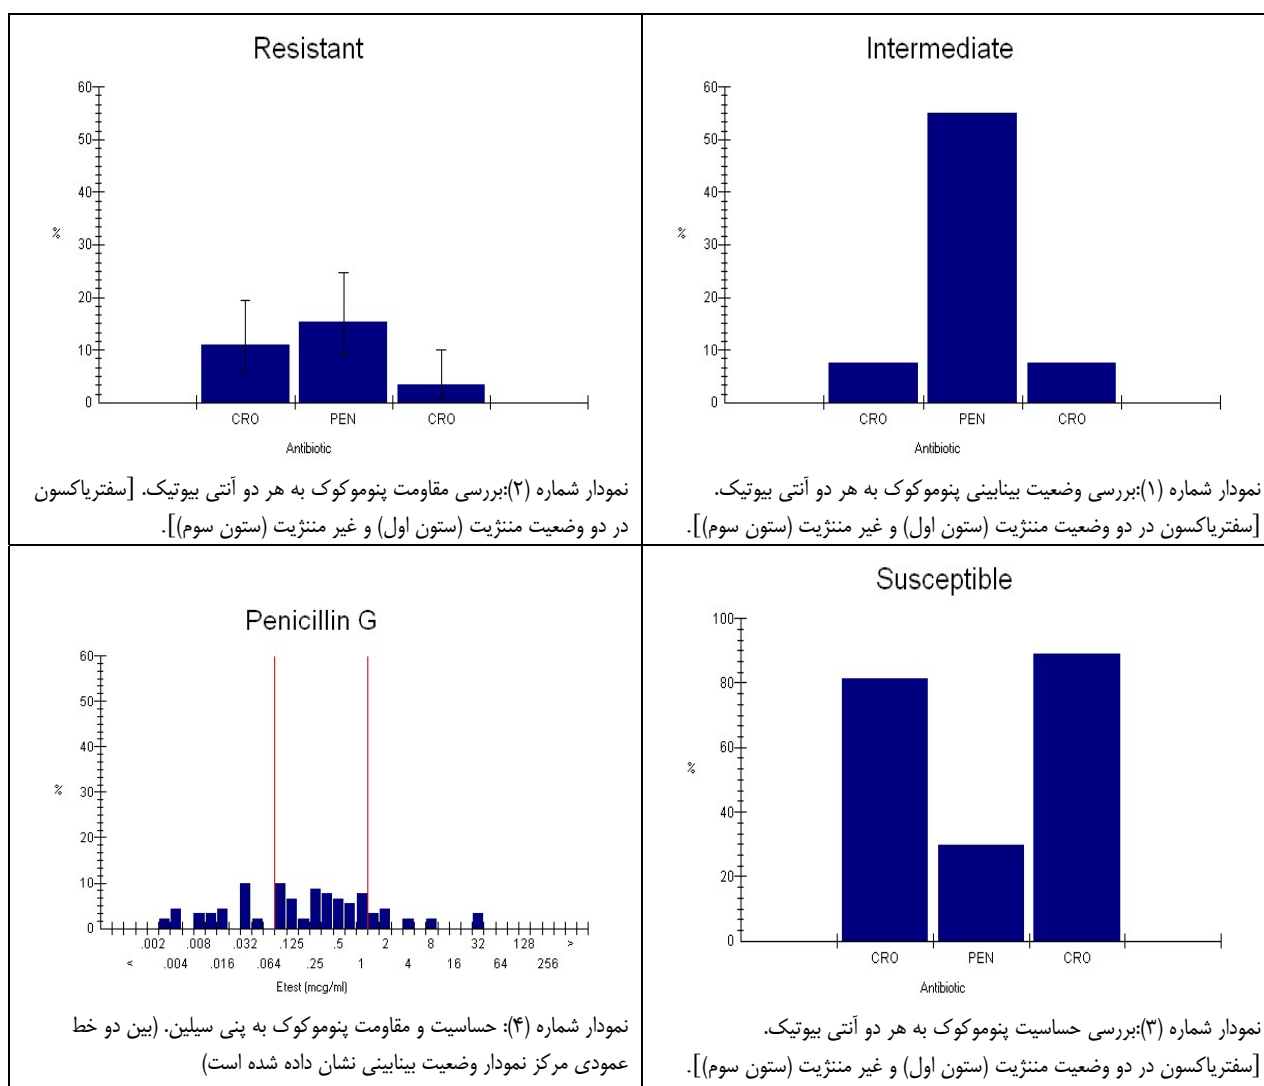 Intermediate
60
50
40
30
20
10
0
%
CRO PEN CRO
Antibiotic
نمودار شماره (۱):بررسی وضعیت بینابینی پنوموکوک به هر دو آنتی بیوتیک.
[سفتریاکسون در دو وضعیت مننژیت (ستون اول) و غیر مننژیت (ستون سوم)].
Resistant
60
50
40
30
20
10
0
%
CRO PEN CRO
Antibiotic
نمودار شماره (۲):بررسی مقاومت پنوموکوک به هر دو آنتی بیوتیک. [سفتریاکسون
در دو وضعیت مننژیت (ستون اول) و غیر مننژیت (ستون سوم)].
Susceptible
100
80
60
40
20
0
%
CRO PEN CRO
Antibiotic
نمودار شماره (۳):بررسی حساسیت پنوموکوک به هر دو آنتی بیوتیک.
[سفتریاکسون در دو وضعیت مننژیت (ستون اول) و غیر مننژیت (ستون سوم)].
Penicillin G
60
50
40
30
20
10
0
%
.002 .008 .032 .125 .5 2 8 32 128 >
< .004 .016 .064 .25 1 4 16 64 256
Etest (mcg/ml)
نمودار شماره (۴): حساسیت و مقاومت پنوموکوک به پنی سیلین. (بین دو خط
عمودی مرکز نمودار وضعیت بینابینی نشان داده شده است)